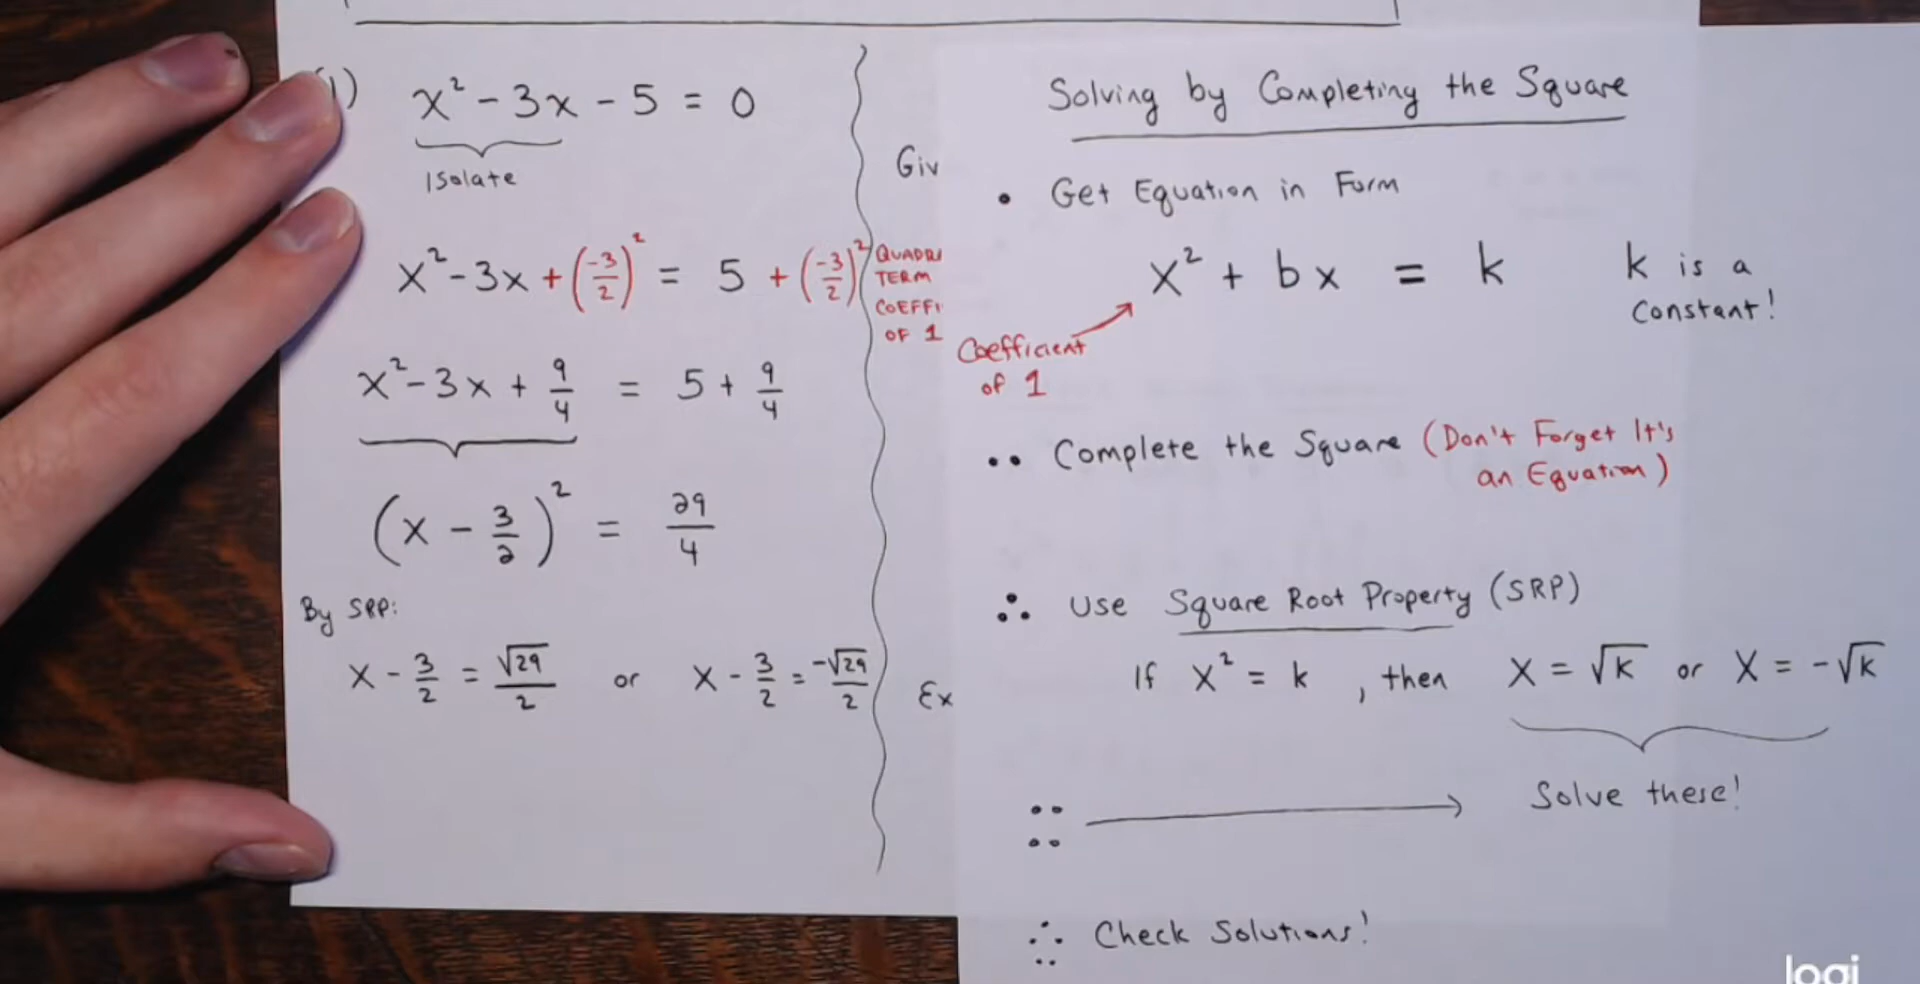 1) x² - 3x - 5 = 0
Isolate
x² - 3x + (-3/2)² = 5 + (-3/2)²
x² - 3x + 9/4 = 5 + 9/4
(x - 3/2)² = 29/4
By SRP:
x - 3/2 = √29/2 or x - 3/2 = -√29/2
Giv
QUADR
TERM
COEFFI
OF 1
Ex
Solving by Completing the Square
• Get Equation in Form
x² + bx = k
k is a
Constant!
Coefficient
of 1
•• Complete the Square (Don't Forget It's
an Equation)
∴ Use Square Root Property (SRP)
If x² = k, then x = √k or x = -√k
∷ → Solve these!
Check Solutions!
logi